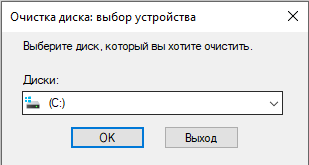 Очистка диска: выбор устройства
Выберите диск, который вы хотите очистить.
Диски:
(C:)
OK
Выход